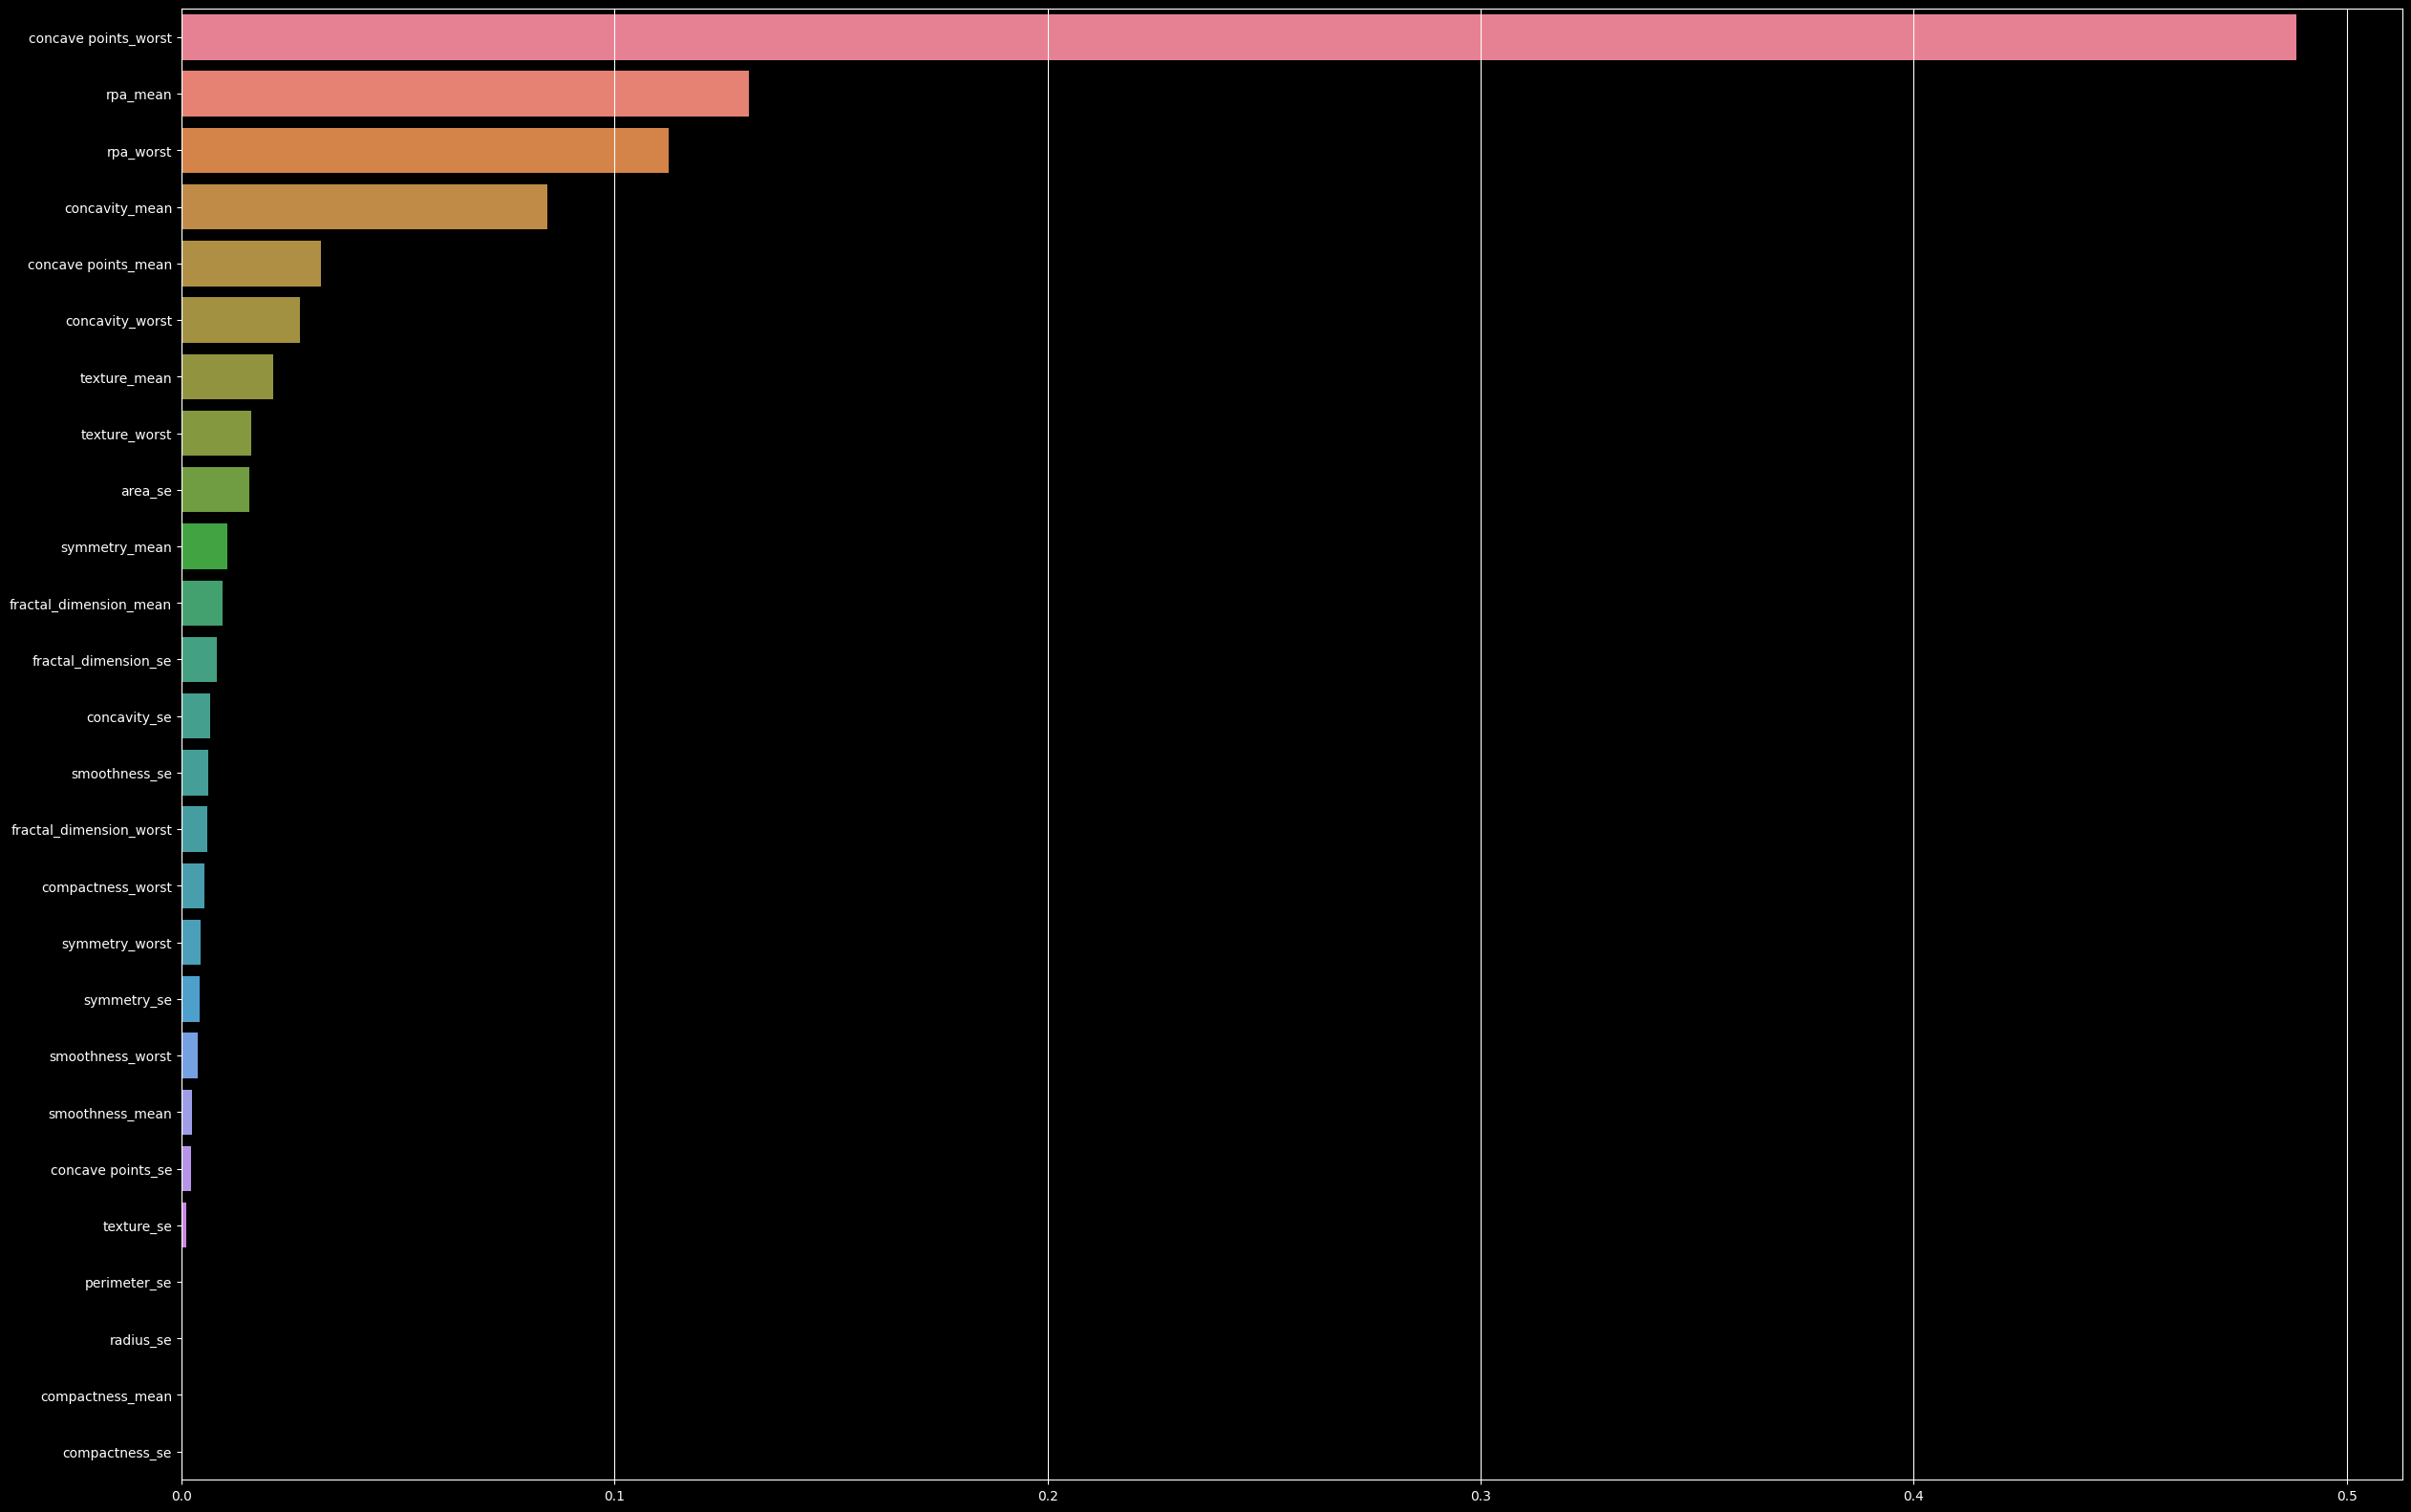 concave points_worst
rpa_mean
rpa_worst
concavity_mean
concave points_mean
concavity_worst
texture_mean
texture_worst
area_se
symmetry_mean
fractal_dimension_mean
fractal_dimension_se
concavity_se
smoothness_se
fractal_dimension_worst
compactness_worst
symmetry_worst
symmetry_se
smoothness_worst
smoothness_mean
concave points_se
texture_se
perimeter_se
radius_se
compactness_mean
compactness_se
0.0 0.1 0.2 0.3 0.4 0.5